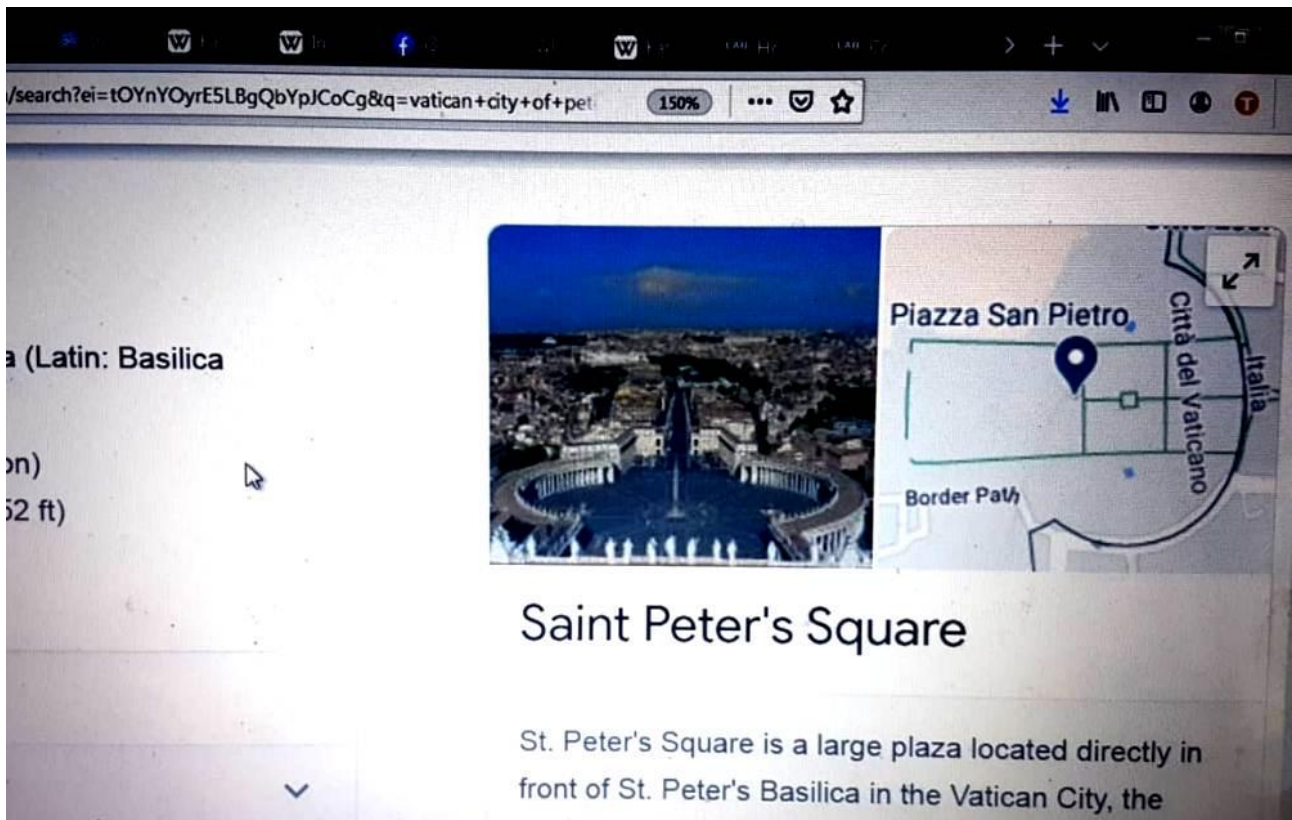 /search?ei=tOYnYOyrE5LBgQbYpJCoCg&q=vatican+city+of+pet
150%
T
Piazza San Pietro
Città del Vaticano
Italia
a (Latin: Basilica
on)
52 ft)
Border Path
Saint Peter's Square
St. Peter's Square is a large plaza located directly in
front of St. Peter's Basilica in the Vatican City, the